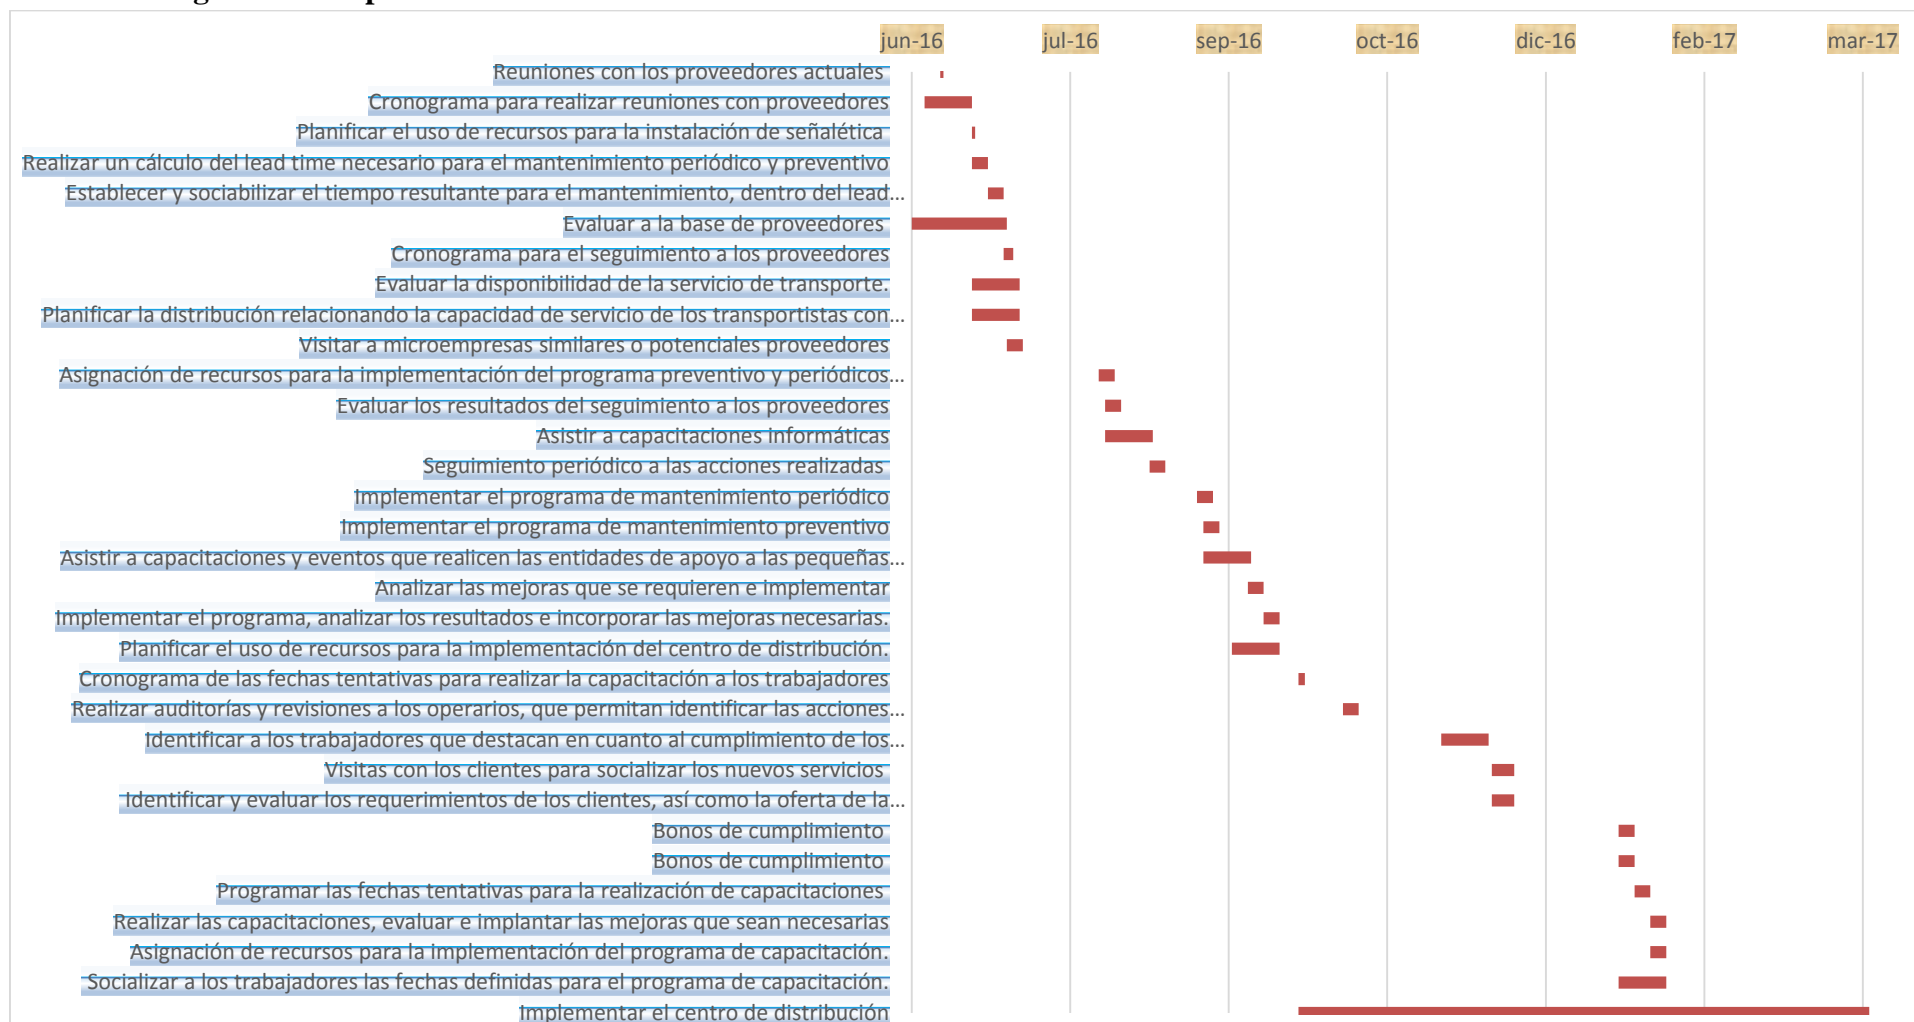 jun-16 jul-16 sep-16 oct-16 dic-16 feb-17 mar-17
Reuniones con los proveedores actuales
Cronograma para realizar reuniones con proveedores
Planificar el uso de recursos para la instalación de señalética
Realizar un cálculo del lead time necesario para el mantenimiento periódico y preventivo
Establecer y sociabilizar el tiempo resultante para el mantenimiento, dentro del lead…
Evaluar a la base de proveedores
Cronograma para el seguimiento a los proveedores
Evaluar la disponibilidad de la servicio de transporte.
Planificar la distribución relacionando la capacidad de servicio de los transportistas con…
Visitar a microempresas similares o potenciales proveedores
Asignación de recursos para la implementación del programa preventivo y periódicos…
Evaluar los resultados del seguimiento a los proveedores
Asistir a capacitaciones informáticas
Seguimiento periódico a las acciones realizadas
Implementar el programa de mantenimiento periódico
Implementar el programa de mantenimiento preventivo
Asistir a capacitaciones y eventos que realicen las entidades de apoyo a las pequeñas…
Analizar las mejoras que se requieren e implementar
Implementar el programa, analizar los resultados e incorporar las mejoras necesarias.
Planificar el uso de recursos para la implementación del centro de distribución.
Cronograma de las fechas tentativas para realizar la capacitación a los trabajadores
Realizar auditorías y revisiones a los operarios, que permitan identificar las acciones…
Identificar a los trabajadores que destacan en cuanto al cumplimiento de los…
Visitas con los clientes para socializar los nuevos servicios
Identificar y evaluar los requerimientos de los clientes, así como la oferta de la…
Bonos de cumplimiento
Bonos de cumplimiento
Programar las fechas tentativas para la realización de capacitaciones
Realizar las capacitaciones, evaluar e implantar las mejoras que sean necesarias
Asignación de recursos para la implementación del programa de capacitación.
Socializar a los trabajadores las fechas definidas para el programa de capacitación.
Implementar el centro de distribución